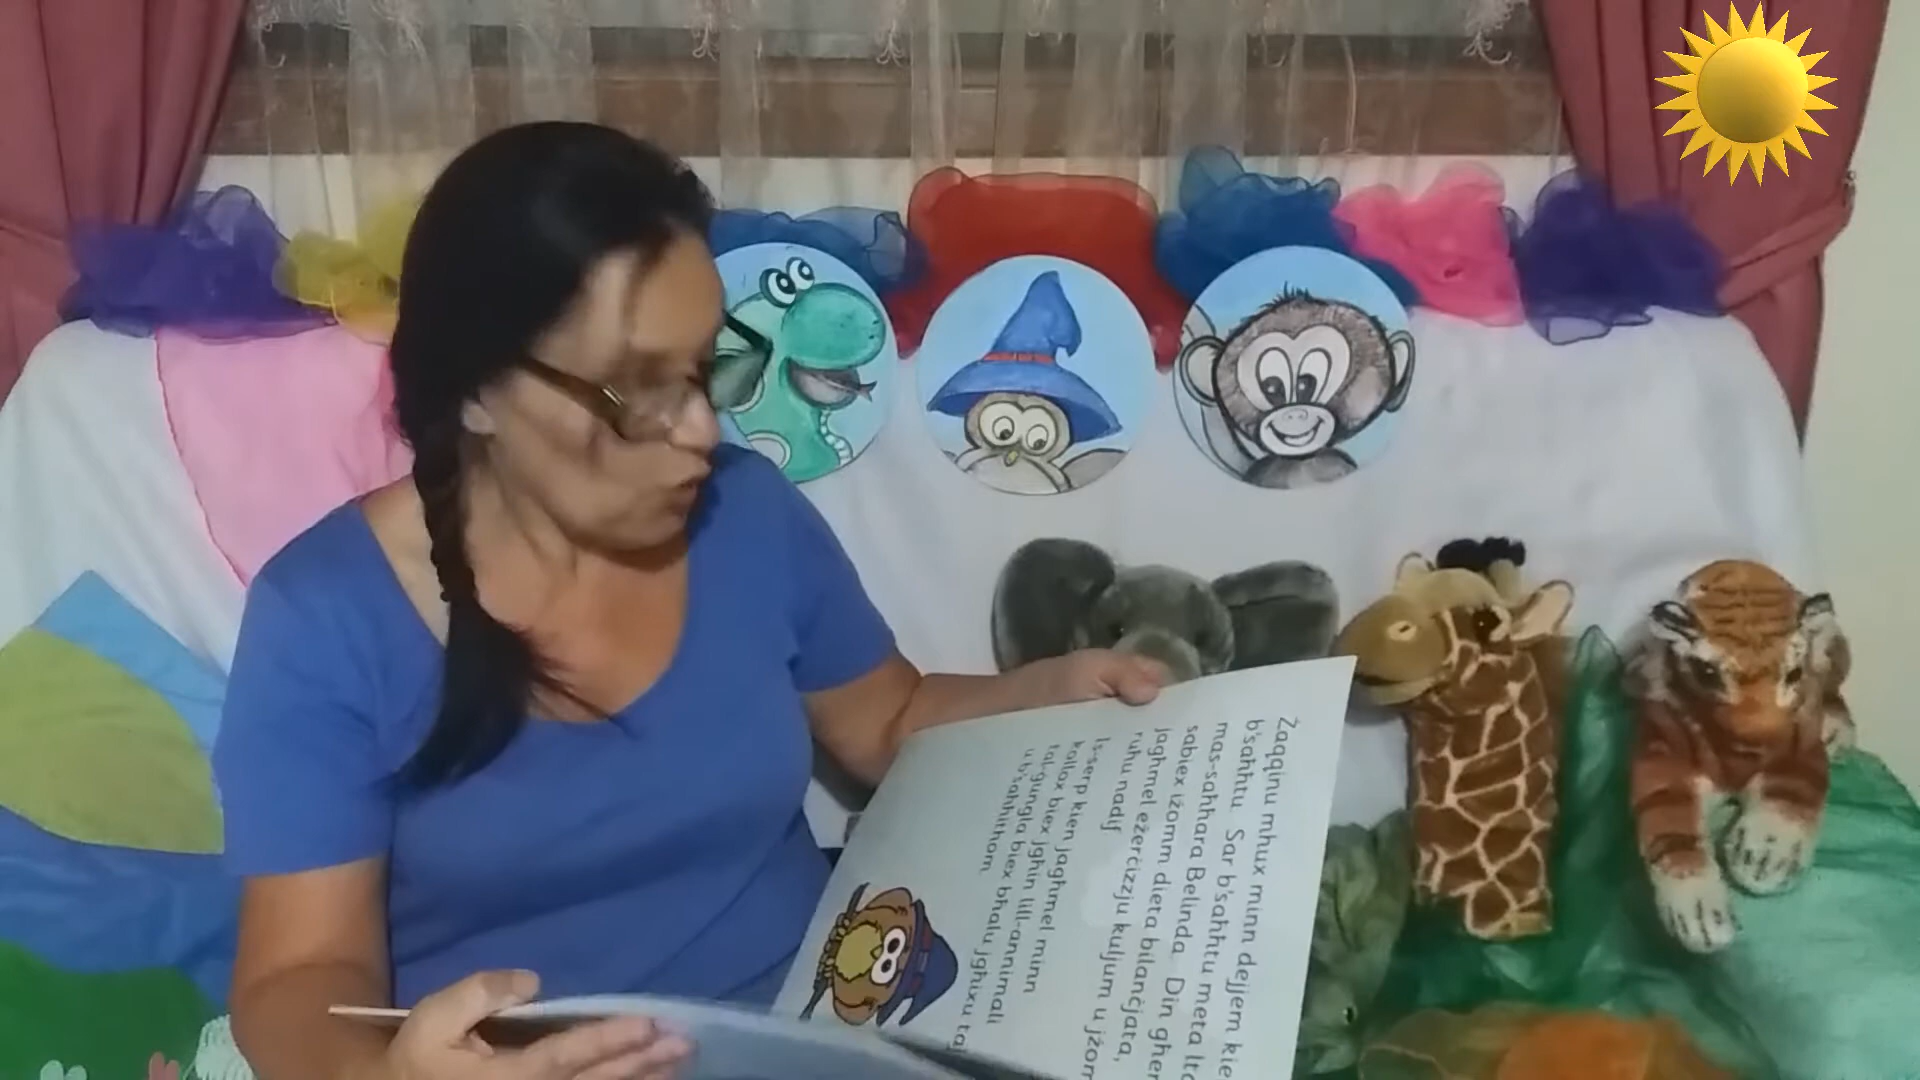 Żaqqinu mhux minn dejjem kie
b'saħħtu. Sar b'saħħtu meta lta
mas-saħħara Belinda. Din għer
sabiex iżomm dieta bilanċjata,
jagħmel eżerċizzju kuljum u jżom
ruħu nadif
Is-serp kien jagħmel minn
kollox biex jgħin lill-annimali
tal-ġungla biex bħalu, jgħixu taj
u b'saħħithom